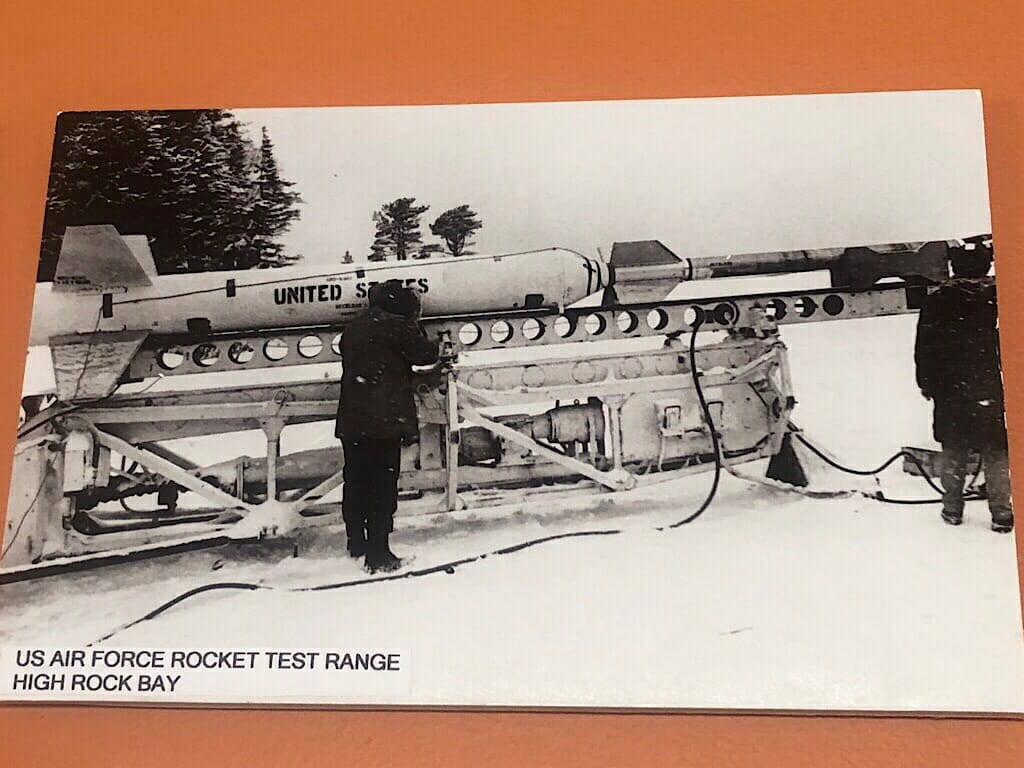 UNITED STATES
US AIR FORCE ROCKET TEST RANGE
HIGH ROCK BAY